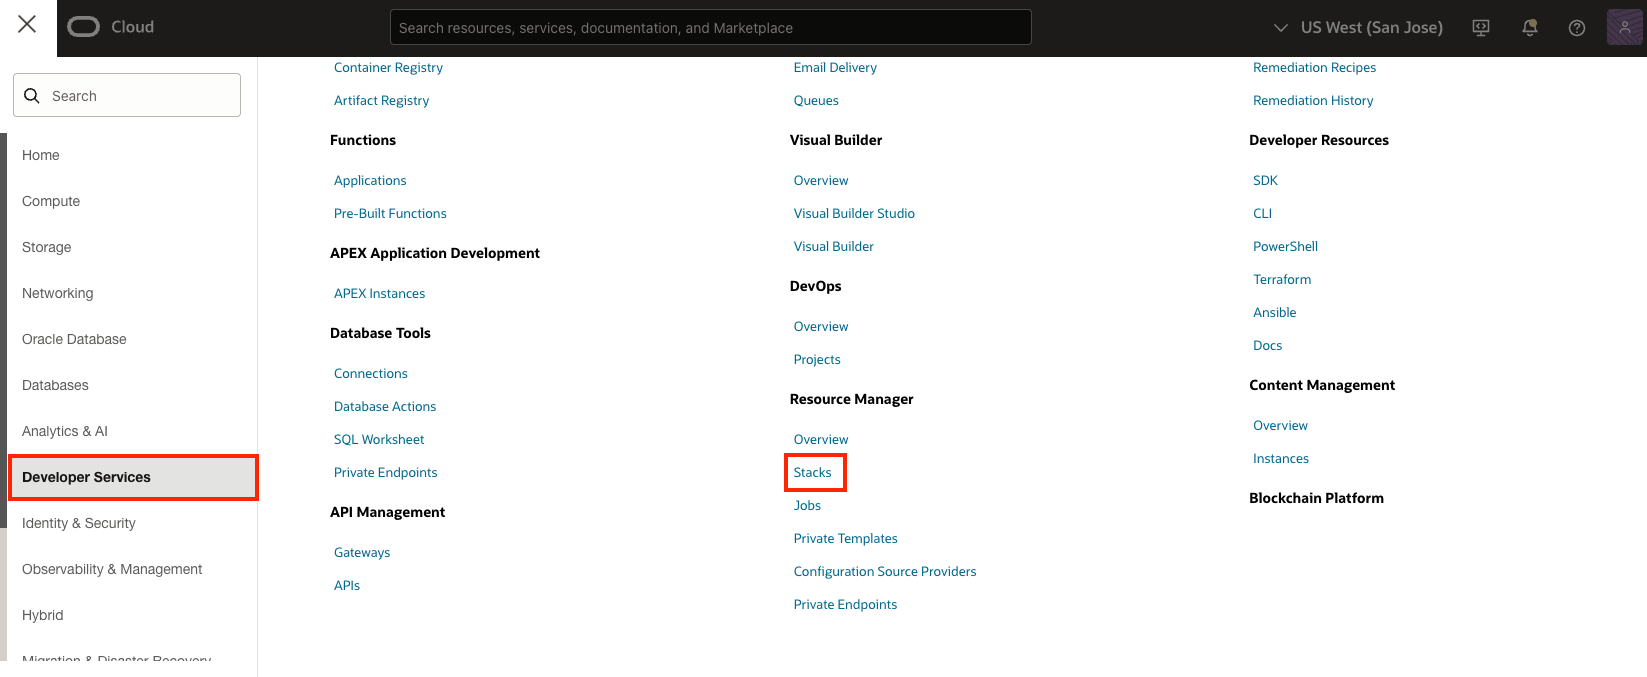 Cloud
Search resources, services, documentation, and Marketplace
US West (San Jose)
Search
Home
Compute
Storage
Networking
Oracle Database
Databases
Analytics & AI
Developer Services
Identity & Security
Observability & Management
Hybrid
Migration & Disaster Recovery
Container Registry
Artifact Registry
Functions
Applications
Pre-Built Functions
APEX Application Development
APEX Instances
Database Tools
Connections
Database Actions
SQL Worksheet
Private Endpoints
API Management
Gateways
APIs
Email Delivery
Queues
Visual Builder
Overview
Visual Builder Studio
Visual Builder
DevOps
Overview
Projects
Resource Manager
Overview
Stacks
Jobs
Private Templates
Configuration Source Providers
Private Endpoints
Remediation Recipes
Remediation History
Developer Resources
SDK
CLI
PowerShell
Terraform
Ansible
Docs
Content Management
Overview
Instances
Blockchain Platform